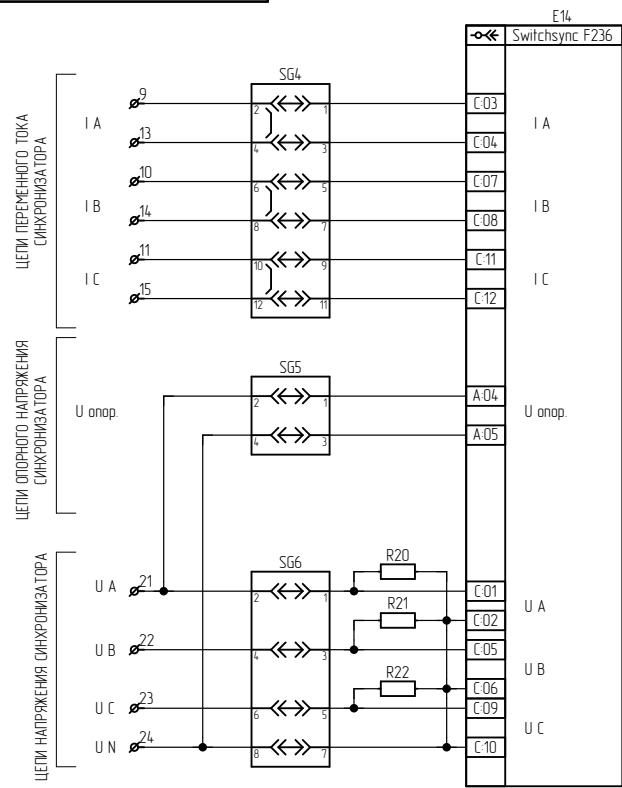 E14
Switchsync F236
SG4
ЦЕПИ ПЕРЕМЕННОГО ТОКА
СИНХРОНИЗАТОРА
9
2
1
C:03
I A
I A
13
4
3
C:04
10
6
5
C:07
I B
I B
14
8
7
C:08
11
10
9
C:11
I C
I C
15
12
11
C:12
ЦЕПИ ОПОРНОГО НАПРЯЖЕНИЯ
СИНХРОНИЗАТОРА
SG5
2
1
A:04
U опор.
U опор.
4
3
A:05
ЦЕПИ НАПРЯЖЕНИЯ СИНХРОНИЗАТОРА
SG6
R20
U A
21
2
1
C:01
U A
R21
C:02
U B
22
4
3
C:05
R22
U B
C:06
U C
23
6
5
C:09
U C
U N
24
8
7
C:10